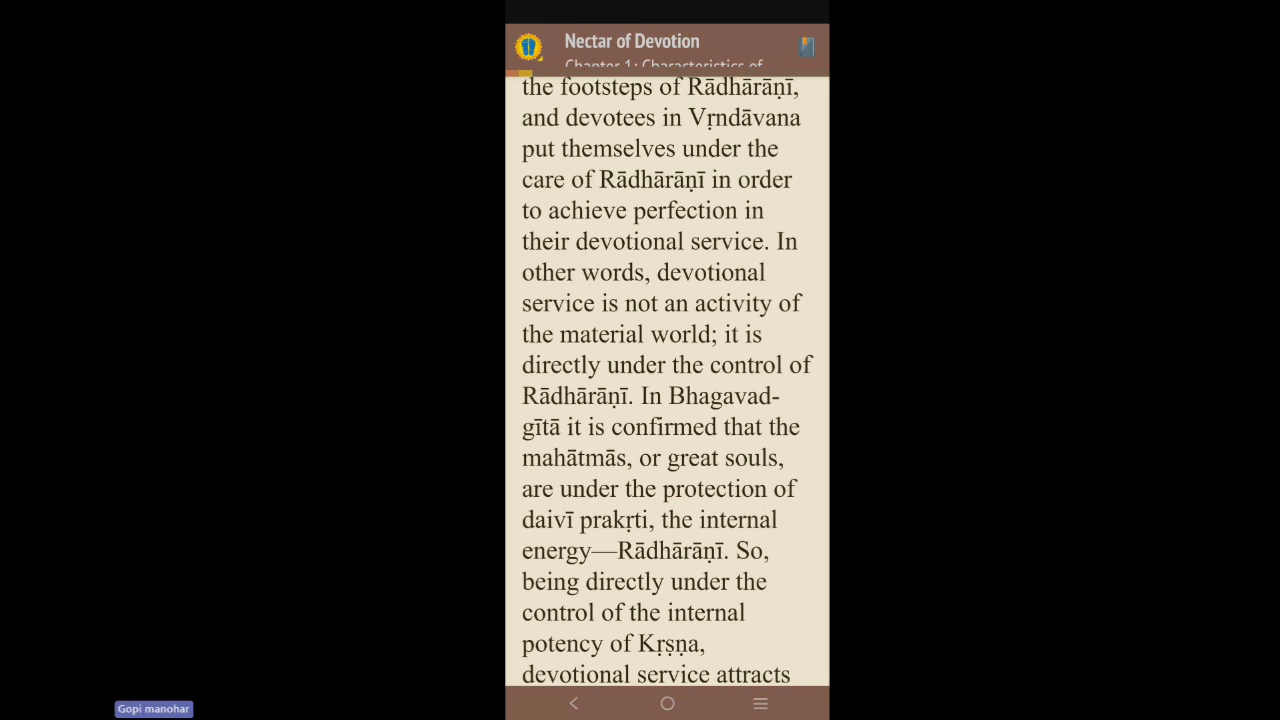 Nectar of Devotion
Chapter 1: Characteristics of
the footsteps of Rādhārāṇī,
and devotees in Vṛndāvana
put themselves under the
care of Rādhārāṇī in order
to achieve perfection in
their devotional service. In
other words, devotional
service is not an activity of
the material world; it is
directly under the control of
Rādhārāṇī. In Bhagavad-
gītā it is confirmed that the
mahātmās, or great souls,
are under the protection of
daivī prakṛti, the internal
energy—Rādhārāṇī. So,
being directly under the
control of the internal
potency of Kṛṣṇa,
devotional service attracts
Gopi manohar